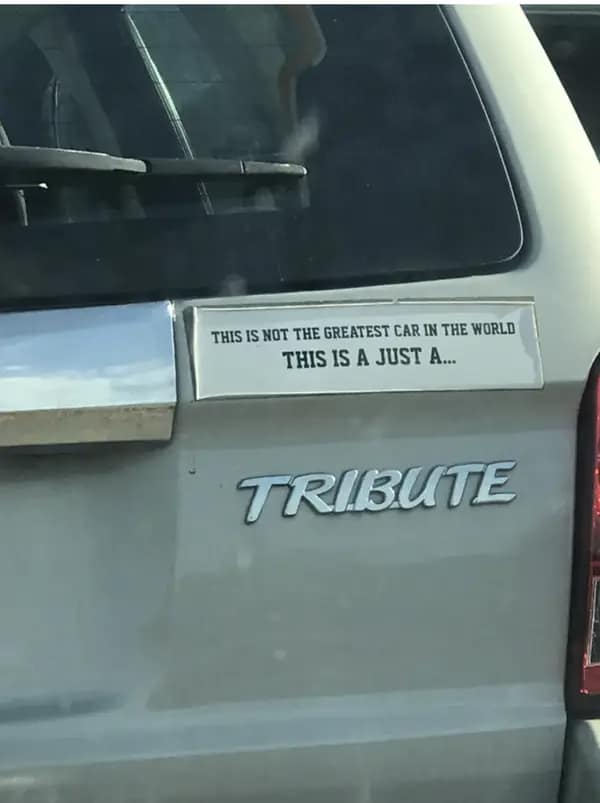 THIS IS NOT THE GREATEST CAR IN THE WORLD
THIS IS A JUST A...
TRIBUTE